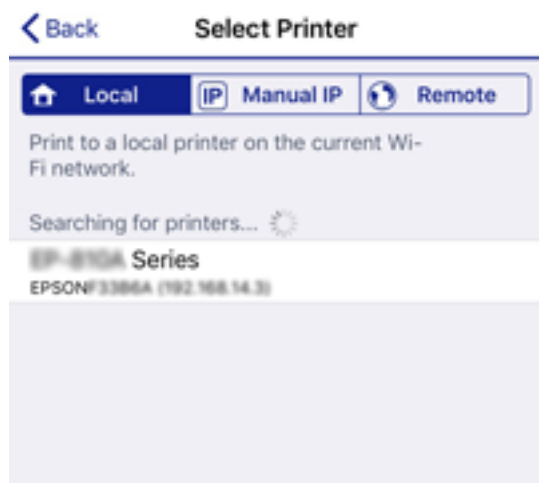 Back
Select Printer
Local
IP Manual IP
Remote
Print to a local printer on the current Wi-
Fi network.
Searching for printers...
Series
EPSON